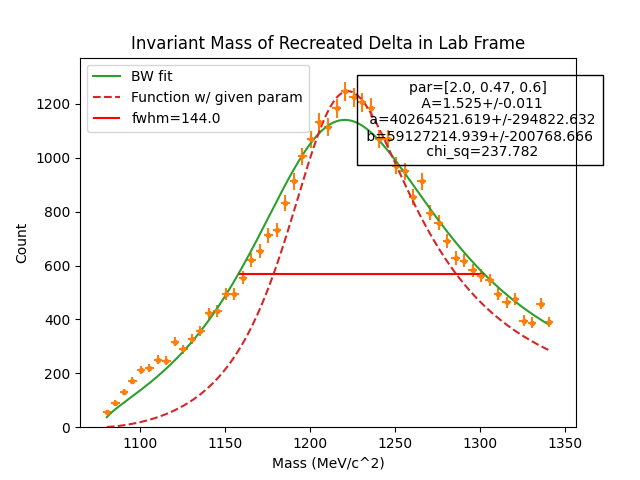 Invariant Mass of Recreated Delta in Lab Frame
BW fit
Function w/ given param
fwhm=144.0
par=[2.0, 0.47, 0.6]
A=1.525+/-0.011
a=40264521.619+/-294822.632
b=59127214.939+/-200768.666
chi_sq=237.782
Count
1200
1000
800
600
400
200
0
1100 1150 1200 1250 1300 1350
Mass (MeV/c^2)